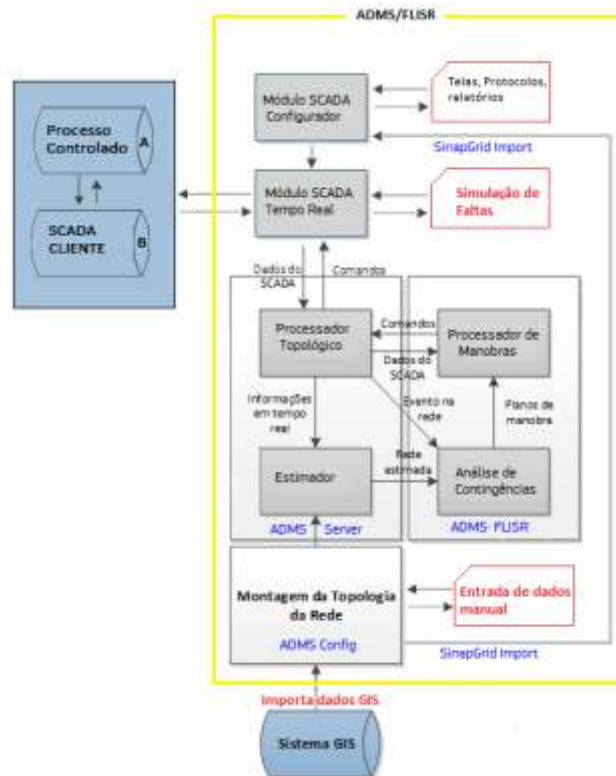 ADMS/FLISR
Módulo SCADA
Configurador
Telas, Protocolos,
relatórios
SinapGrid Import
Processo
Controlado
A
SCADA
CLIENTE
B
Módulo SCADA
Tempo Real
Simulação de
Faltas
Dados do
SCADA
Comandos
Processador
Topológico
Comandos
Dados do
SCADA
Processador de
Manobras
Informações
em tempo
real
Evento na
rede
Planos de
manobra
Estimador
Rede
estimada
Análise de
Contingências
ADMS Server
ADMS- FLISR
Montagem da Topologia
da Rede
ADMS Config
Entrada de dados
manual
SinapGrid Import
Importa dados GIS
Sistema GIS